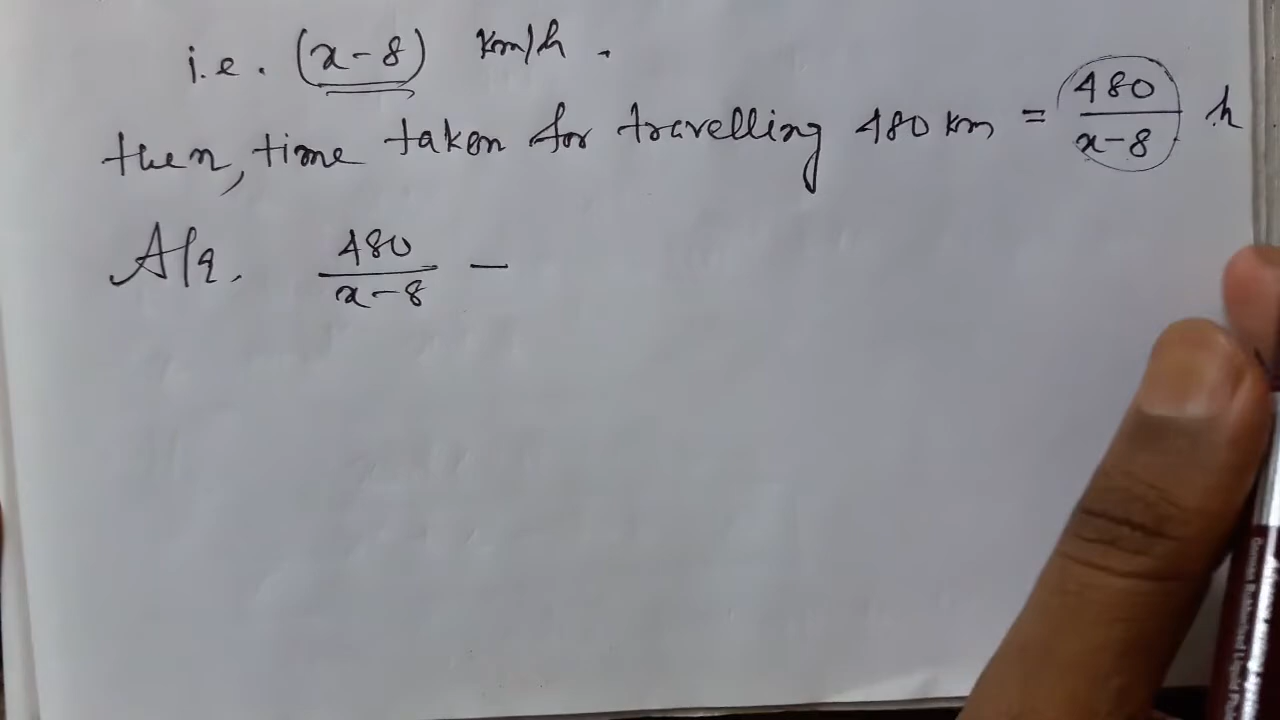 i.e. (x-8) km/h.
then, time taken for travelling 480 km = 480/(x-8) h
A/q. 480/(x-8) -